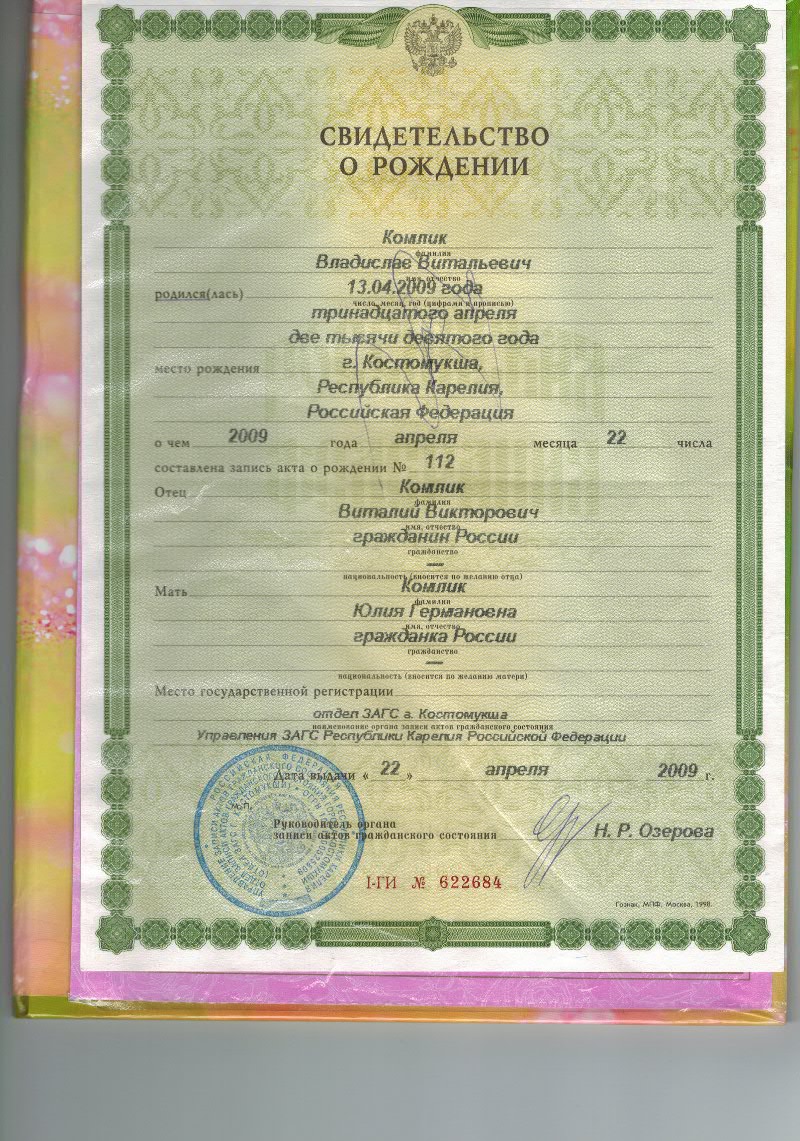 СВИДЕТЕЛЬСТВО
О РОЖДЕНИИ
Комлик
фамилия
Владислав Витальевич
имя, отчество
родился(лась) 13.04.2009 года
число, месяц, год (цифрами и прописью)
тринадцатого апреля
две тысячи девятого года
место рождения г. Костомукша,
Республика Карелия,
Российская Федерация
о чем 2009 года апреля месяца 22 числа
составлена запись акта о рождении № 112
Отец Комлик
фамилия
Виталий Викторович
имя, отчество
гражданин России
гражданство
—
национальность (вносится по желанию отца)
Мать Комлик
фамилия
Юлия Германовна
имя, отчество
гражданка России
гражданство
—
национальность (вносится по желанию матери)
Место государственной регистрации
отдел ЗАГС г. Костомукша
наименование органа записи актов гражданского состояния
Управления ЗАГС Республики Карелия Российской Федерации
Дата выдачи « 22 » апреля 2009 г.
М.П.
Руководитель органа
записи актов гражданского состояния Н. Р. Озерова
I-ГИ № 622684
Гознак, МПФ, Москва, 1998.